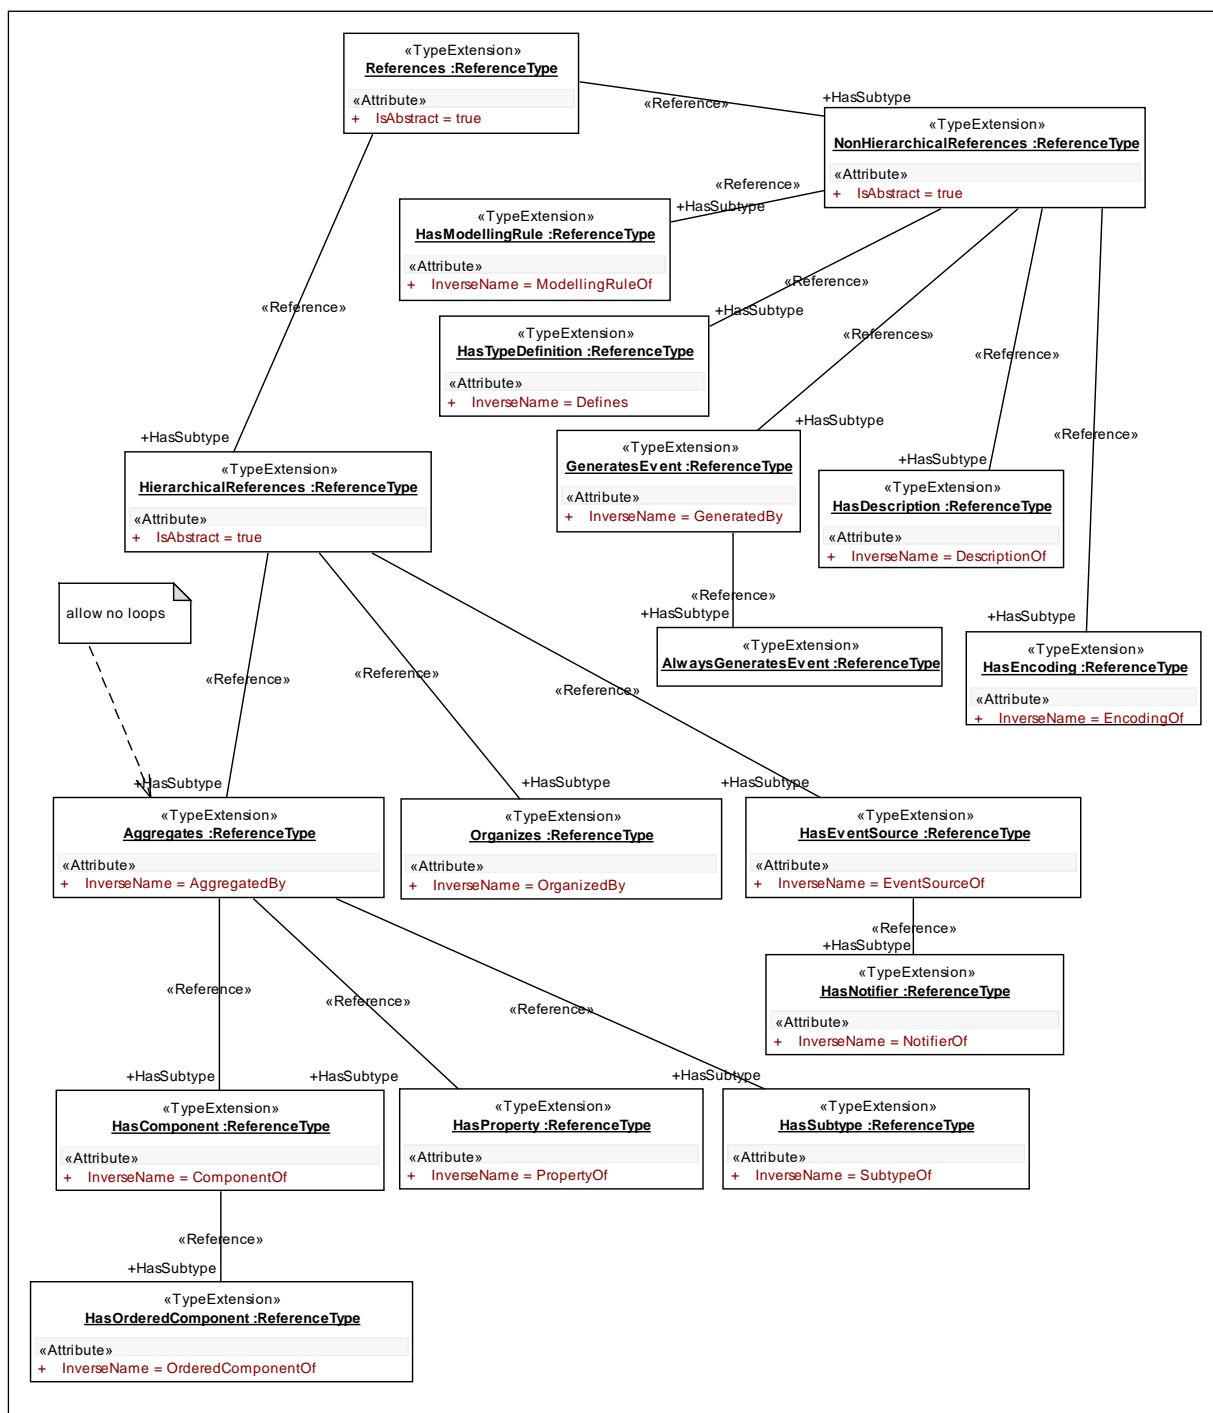 «TypeExtension»
References :ReferenceType
«Attribute»
+ IsAbstract = true
«Reference»
+HasSubtype
«TypeExtension»
NonHierarchicalReferences :ReferenceType
«Attribute»
+ IsAbstract = true
«Reference»
+HasSubtype
«TypeExtension»
HasModellingRule :ReferenceType
«Attribute»
+ InverseName = ModellingRuleOf
«Reference»
+HasSubtype
«TypeExtension»
HasTypeDefinition :ReferenceType
«Attribute»
+ InverseName = Defines
«References»
+HasSubtype
«TypeExtension»
GeneratesEvent :ReferenceType
«Attribute»
+ InverseName = GeneratedBy
«Reference»
+HasSubtype
«TypeExtension»
HasDescription :ReferenceType
«Attribute»
+ InverseName = DescriptionOf
«Reference»
+HasSubtype
«TypeExtension»
HasEncoding :ReferenceType
«Attribute»
+ InverseName = EncodingOf
«Reference»
+HasSubtype
«TypeExtension»
AlwaysGeneratesEvent :ReferenceType
«Reference»
+HasSubtype
«TypeExtension»
HierarchicalReferences :ReferenceType
«Attribute»
+ IsAbstract = true
allow no loops
«Reference»
+HasSubtype
«TypeExtension»
Aggregates :ReferenceType
«Attribute»
+ InverseName = AggregatedBy
«Reference»
+HasSubtype
«TypeExtension»
Organizes :ReferenceType
«Attribute»
+ InverseName = OrganizedBy
«Reference»
+HasSubtype
«TypeExtension»
HasEventSource :ReferenceType
«Attribute»
+ InverseName = EventSourceOf
«Reference»
+HasSubtype
«TypeExtension»
HasNotifier :ReferenceType
«Attribute»
+ InverseName = NotifierOf
«Reference»
+HasSubtype
«TypeExtension»
HasComponent :ReferenceType
«Attribute»
+ InverseName = ComponentOf
«Reference»
+HasSubtype
«TypeExtension»
HasProperty :ReferenceType
«Attribute»
+ InverseName = PropertyOf
«Reference»
+HasSubtype
«TypeExtension»
HasSubtype :ReferenceType
«Attribute»
+ InverseName = SubtypeOf
«Reference»
+HasSubtype
«TypeExtension»
HasOrderedComponent :ReferenceType
«Attribute»
+ InverseName = OrderedComponentOf